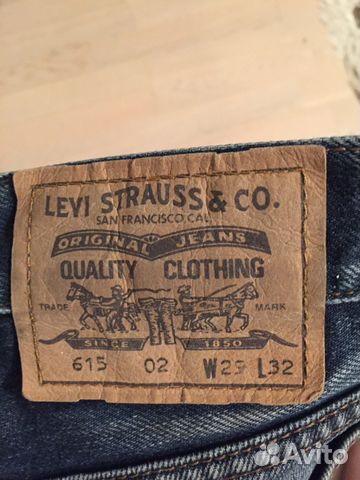 LEVI STRAUSS & CO.
SAN FRANCISCO CAL.
ORIGINAL JEANS
QUALITY CLOTHING
TRADE MARK
SINCE 1850
615 02 W29 L32
Avito